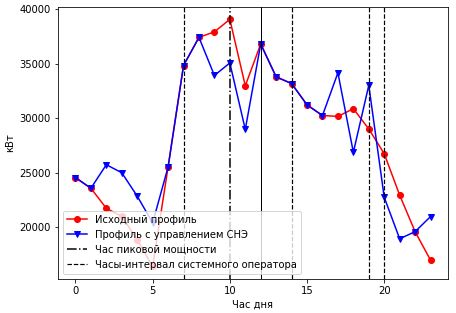 40000
35000
30000
25000
20000
кВт
Исходный профиль
Профиль с управлением СНЭ
Час пиковой мощности
Часы-интервал системного оператора
0 5 10 15 20
Час дня